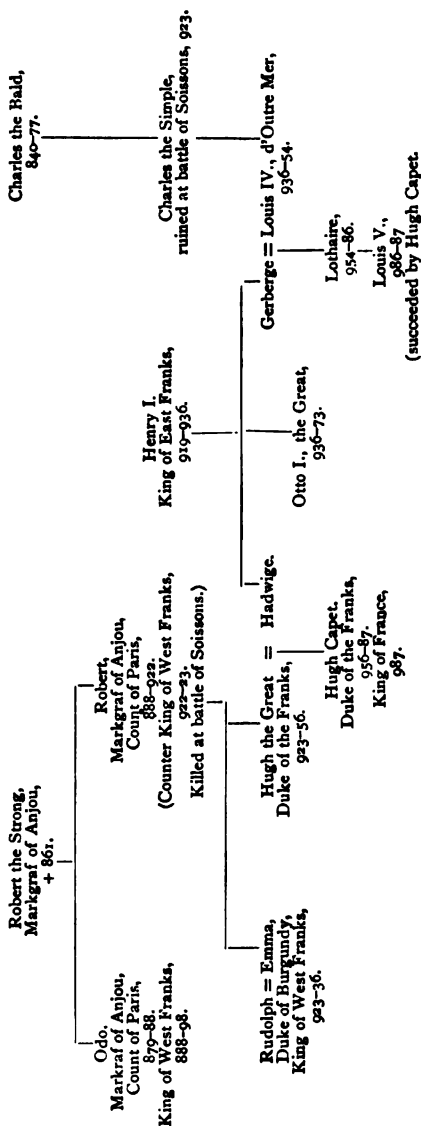 Robert the Strong,
Markgraf of Anjou,
+ 861.
Odo.
Markraf of Anjou,
Count of Paris,
879-88.
King of West Franks,
888-98.
Robert,
Markgraf of Anjou,
Count of Paris,
888-922.
(Counter King of West Franks,
922-23.
Killed at battle of Soissons.)
Henry I.
King of East Franks,
919-936.
Charles the Bald,
840-77.
Charles the Simple,
ruined at battle of Soissons, 923.
Rudolph = Emma,
Duke of Burgundy,
King of West Franks,
923-36.
Hugh the Great = Hadwige.
Duke of the Franks,
923-56.
Otto I., the Great,
936-73.
Gerberge = Louis IV., d'Outre Mer,
936-54.
Hugh Capet.
Duke of the Franks,
956-87.
King of France,
987.
Lothaire,
954-86.
Louis V.,
986-87
(succeeded by Hugh Capet.